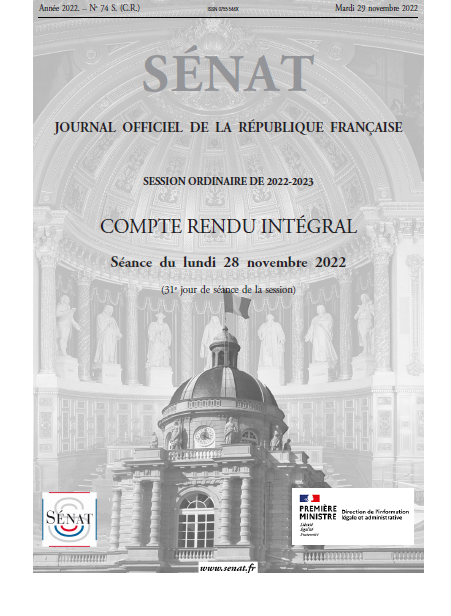 Année 2022. – Nº 74 S. (C.R.) ISSN 0755-544X Mardi 29 novembre 2022
SÉNAT
JOURNAL OFFICIEL DE LA RÉPUBLIQUE FRANÇAISE
SESSION ORDINAIRE DE 2022-2023
COMPTE RENDU INTÉGRAL
Séance du lundi 28 novembre 2022
(31e jour de séance de la session)
SÉNAT
PREMIÈRE
MINISTRE
Liberté
Égalité
Fraternité
Direction de l'information
légale et administrative
www.senat.fr